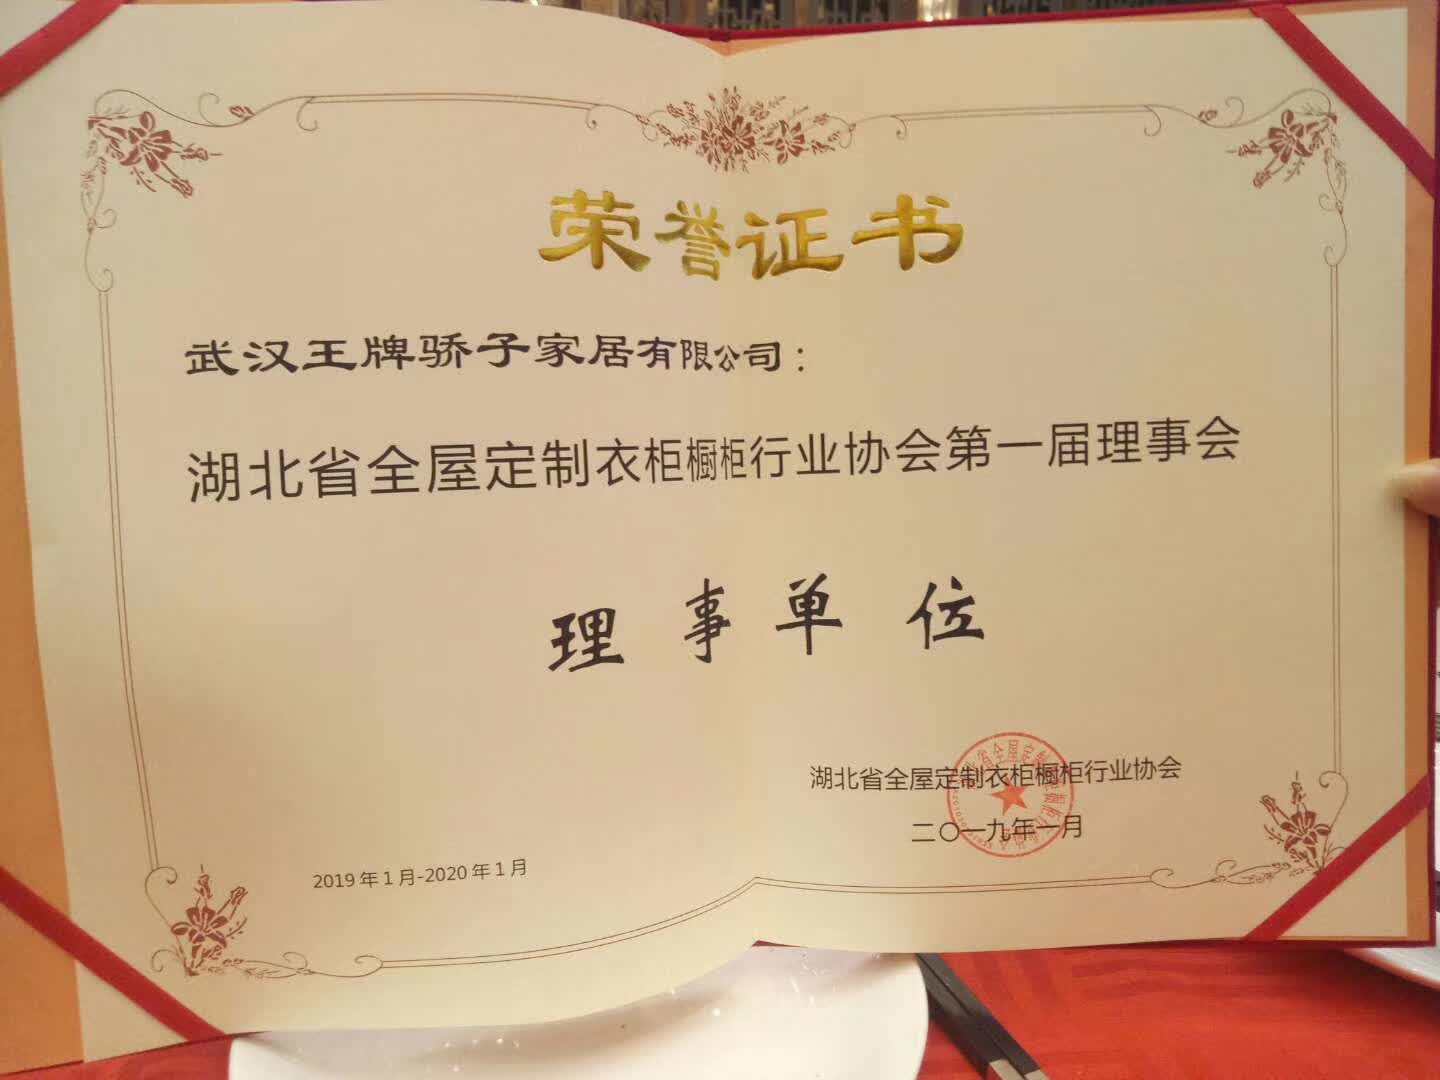 荣誉证书
武汉王牌骄子家居有限公司：
湖北省全屋定制衣柜橱柜行业协会第一届理事会
理事单位
湖北省全屋定制衣柜橱柜行业协会
二〇一九年一月
2019年1月-2020年1月